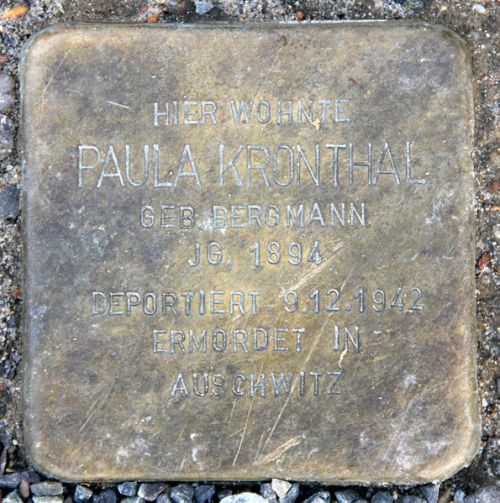 HIER WOHNTE
PAULA KRONTHAL
GEB. BERGMANN
JG. 1894
DEPORTIERT 9.12.1942
ERMORDET IN
AUSCHWITZ